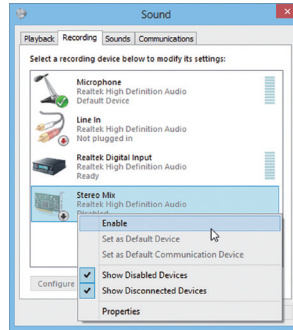 Sound
Playback Recording Sounds Communications
Select a recording device below to modify its settings:
Microphone
Realtek High Definition Audio
Default Device
Line In
Realtek High Definition Audio
Not plugged in
Realtek Digital Input
Realtek High Definition Audio
Ready
Stereo Mix
Realtek High Definition Audio
Disabled
Enable
Set as Default Device
Set as Default Communication Device
Show Disabled Devices
Show Disconnected Devices
Properties
Configure